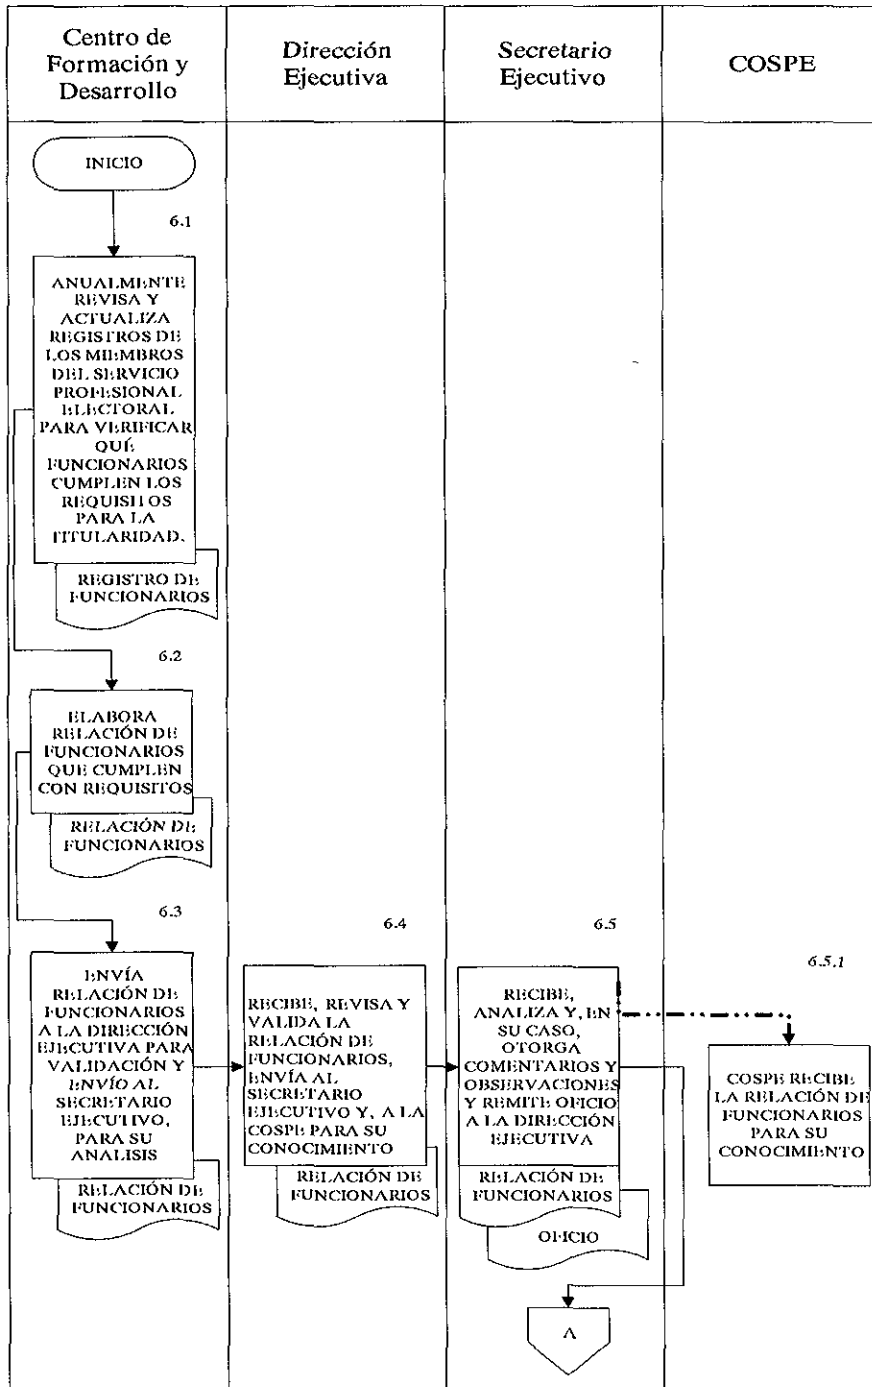 Centro de
Formación y
Desarrollo
Dirección
Ejecutiva
Secretario
Ejecutivo
COSPE
INICIO
6.1
ANUALMENTE
REVISA Y
ACTUALIZA
REGISTROS DE
LOS MIEMBROS
DEL SERVICIO
PROFESIONAL
ELECTORAL
PARA VERIFICAR
QUÉ
FUNCIONARIOS
CUMPLEN LOS
REQUISITOS
PARA LA
TITULARIDAD.
REGISTRO DE
FUNCIONARIOS
6.2
ELABORA
RELACIÓN DE
FUNCIONARIOS
QUE CUMPLEN
CON REQUISITOS
RELACIÓN DE
FUNCIONARIOS
6.3
ENVÍA
RELACIÓN DE
FUNCIONARIOS
A LA DIRECCIÓN
EJECUTIVA PARA
VALIDACIÓN Y
ENVÍO AL
SECRETARIO
EJECUTIVO,
PARA SU
ANALISIS
RELACIÓN DE
FUNCIONARIOS
6.4
RECIBE, REVISA Y
VALIDA LA
RELACIÓN DE
FUNCIONARIOS,
ENVÍA AL
SECRETARIO
EJECUTIVO Y, A LA
COSPE PARA SU
CONOCIMIENTO
RELACIÓN DE
FUNCIONARIOS
6.5
RECIBE,
ANALIZA Y, EN
SU CASO,
OTORGA
COMENTARIOS Y
OBSERVACIONES
Y REMITE OFICIO
A LA DIRECCIÓN
EJECUTIVA
RELACIÓN DE
FUNCIONARIOS
OFICIO
A
6.5.1
COSPE RECIBE
LA RELACIÓN DE
FUNCIONARIOS
PARA SU
CONOCIMIENTO